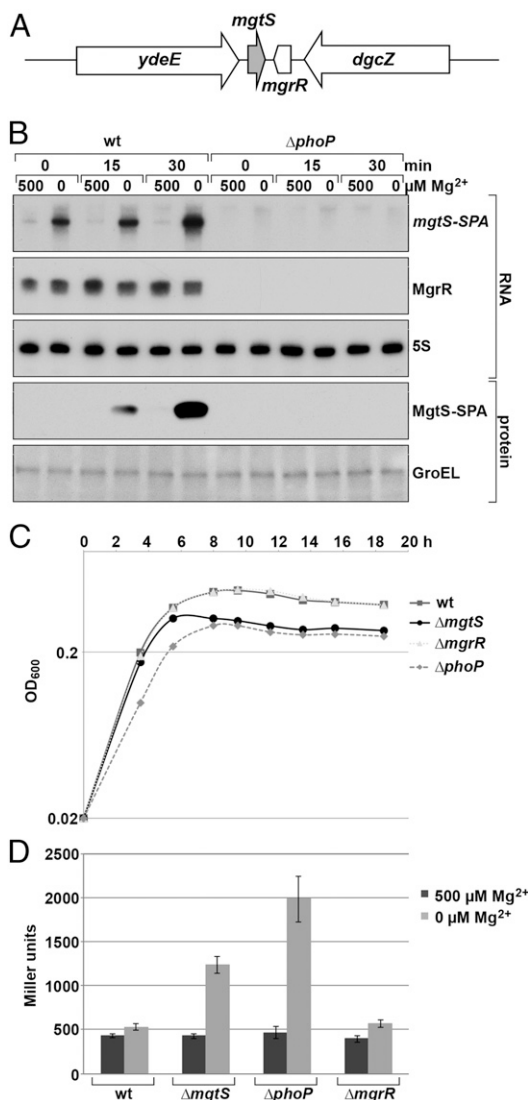 A
mgtS
ydeE
dgcZ
mgrR
B
wt ΔphoP
0 15 30 0 15 30 min
500 0 500 0 500 0 500 0 500 0 500 0 μM Mg2+
mgtS-SPA
MgrR
5S
RNA
MgtS-SPA
GroEL
protein
C
0 2 4 6 8 10 12 14 16 18 20 h
wt
ΔmgtS
ΔmgrR
ΔphoP
OD600
0.2
0.02
D
2500
2000
1500
1000
500
0
Miller units
500 μM Mg2+
0 μM Mg2+
wt ΔmgtS ΔphoP ΔmgrR